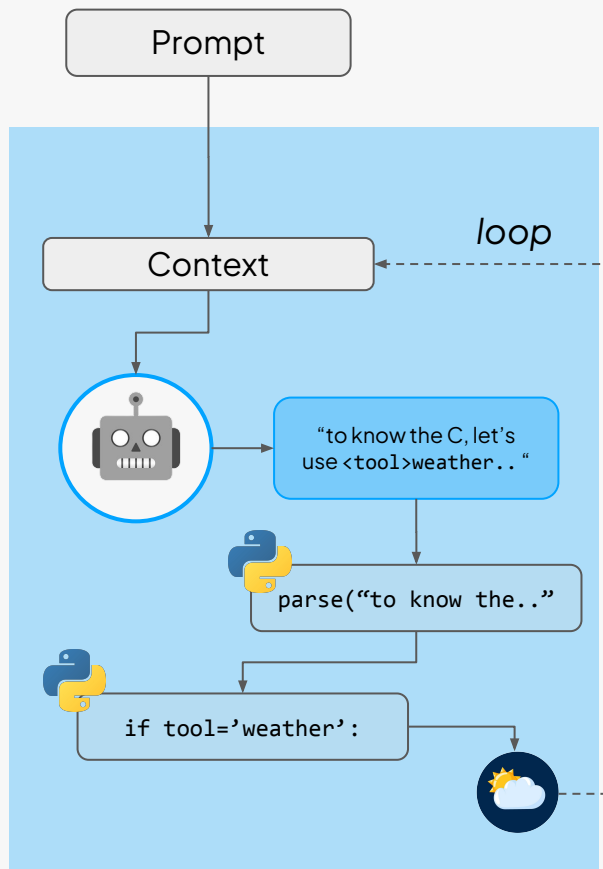 Prompt
loop
Context
“to know the C, let’s
use <tool>weather.. “
parse(“to know the..”
if tool=’weather’: